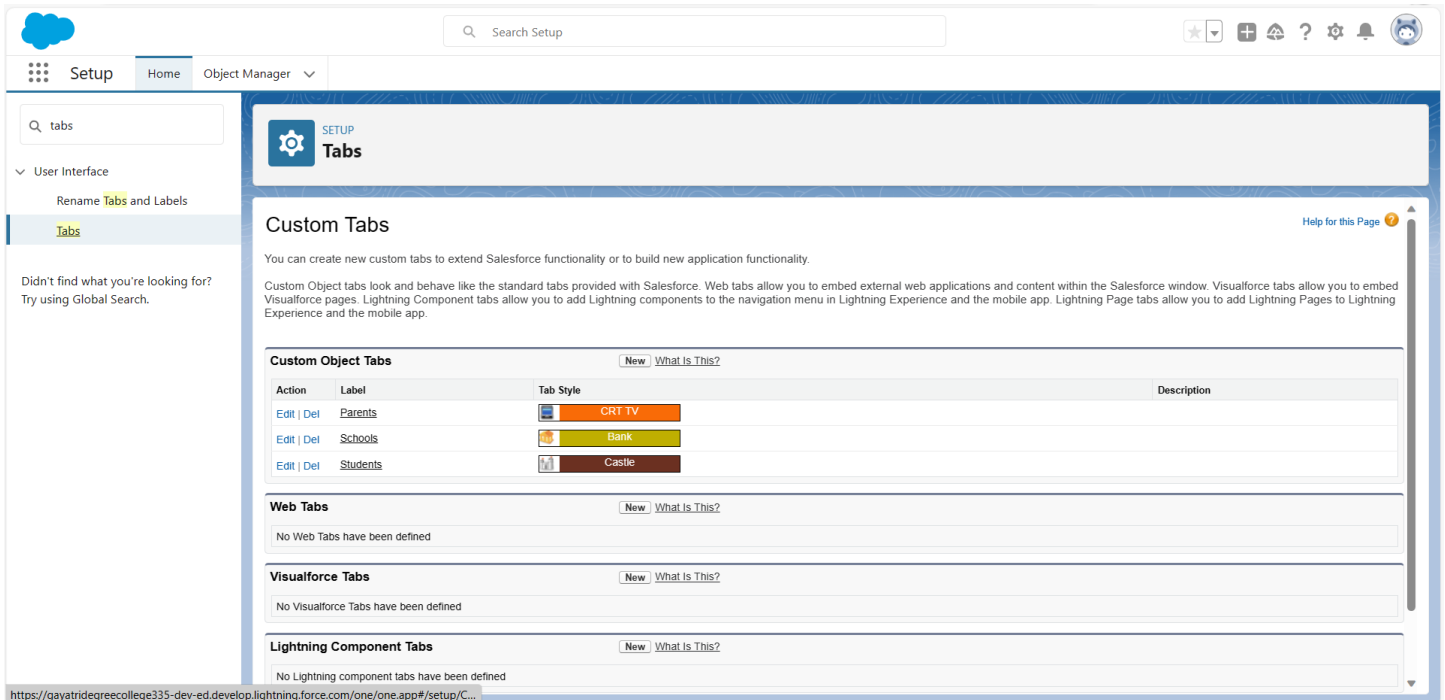 Search Setup
Setup
Home
Object Manager
tabs
User Interface
Rename Tabs and Labels
Tabs
Didn't find what you're looking for?
Try using Global Search.
SETUP
Tabs
Custom Tabs
Help for this Page
You can create new custom tabs to extend Salesforce functionality or to build new application functionality.
Custom Object tabs look and behave like the standard tabs provided with Salesforce. Web tabs allow you to embed external web applications and content within the Salesforce window. Visualforce tabs allow you to embed
Visualforce pages. Lightning Component tabs allow you to add Lightning components to the navigation menu in Lightning Experience and the mobile app. Lightning Page tabs allow you to add Lightning Pages to Lightning
Experience and the mobile app.
Custom Object Tabs New What Is This?
Action Label Tab Style Description
Edit | Del Parents CRT TV
Edit | Del Schools Bank
Edit | Del Students Castle
Web Tabs New What Is This?
No Web Tabs have been defined
Visualforce Tabs New What Is This?
No Visualforce Tabs have been defined
Lightning Component Tabs New What Is This?
No Lightning component tabs have been defined
https://gayatridegreecollege335-dev-ed.develop.lightning.force.com/one/one.app#/setup/C...